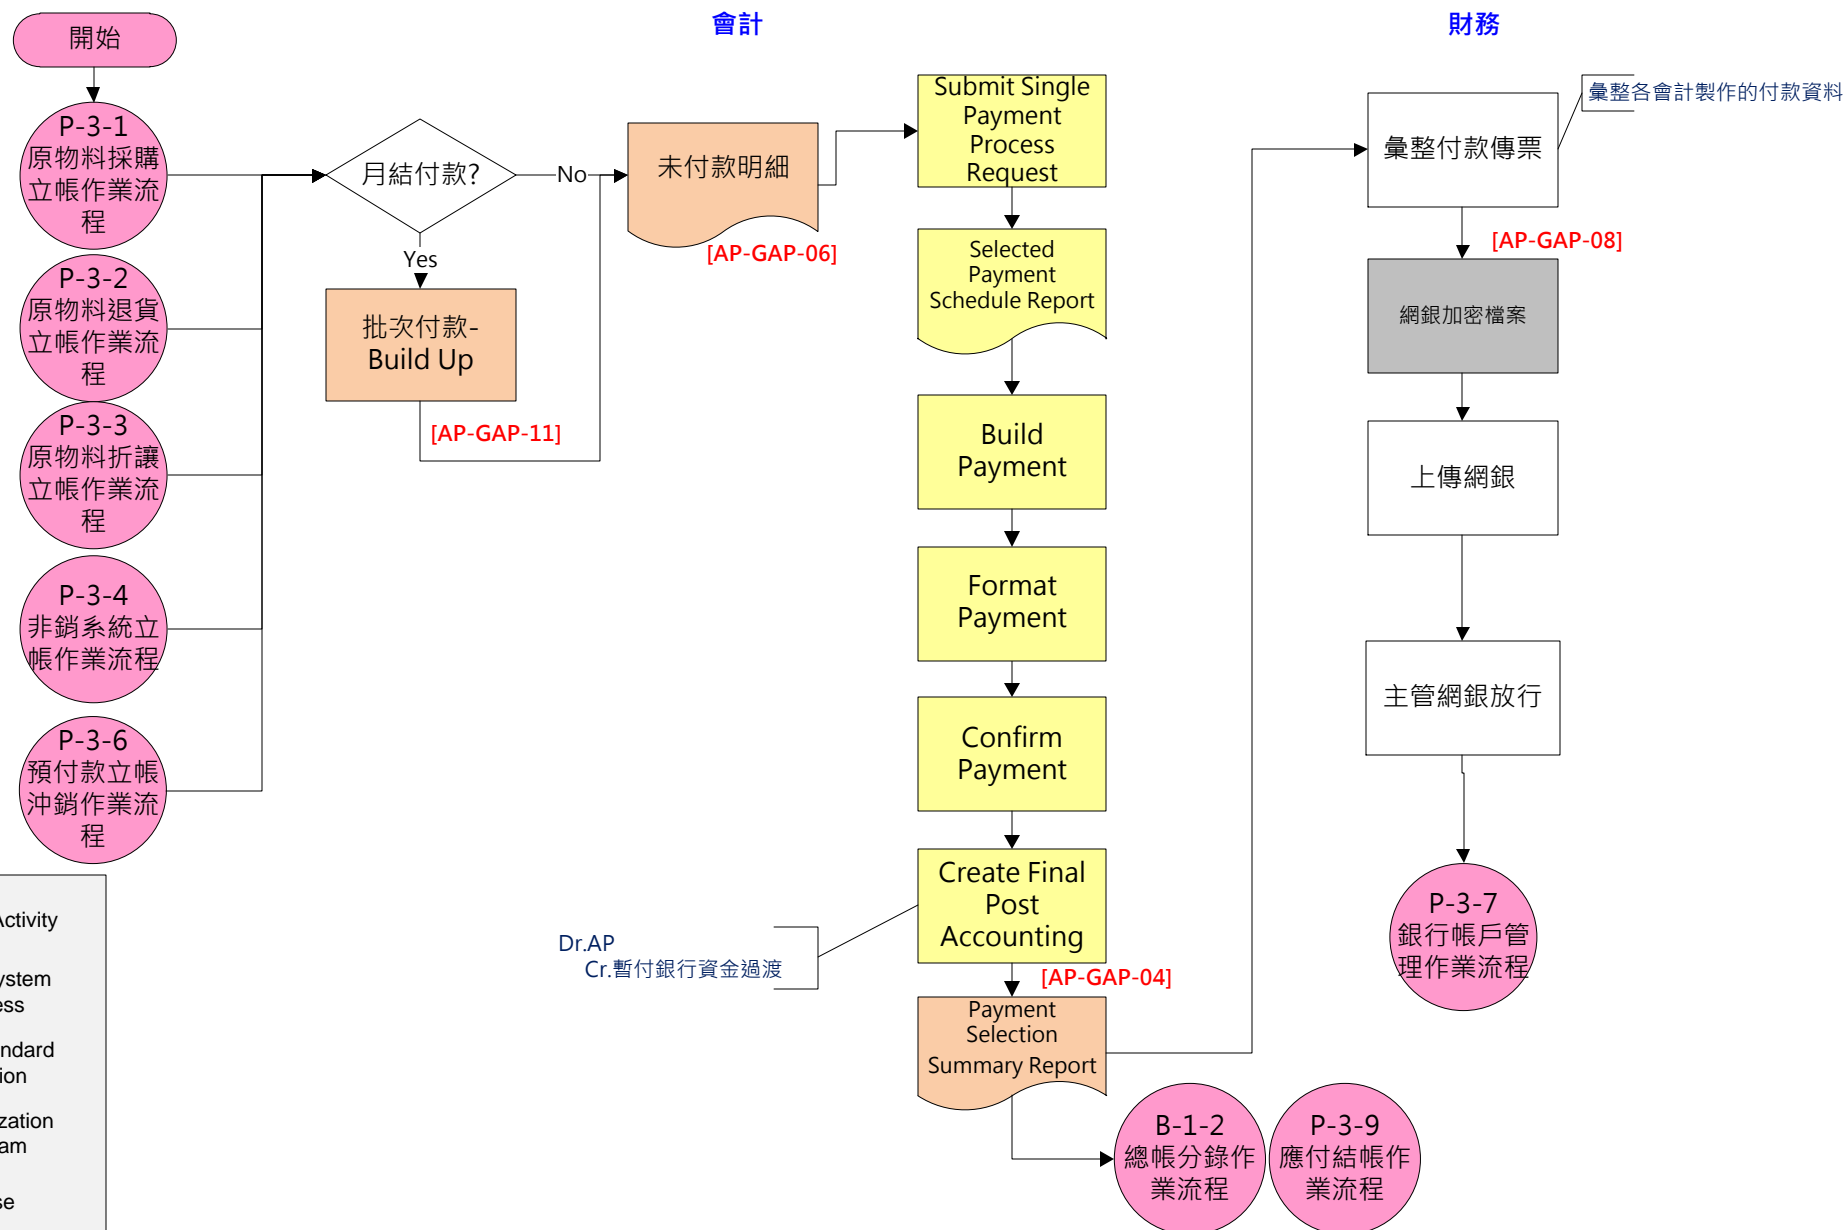 會計
財務
開始
P-3-1
原物料採購
立帳作業流
程
P-3-2
原物料退貨
立帳作業流
程
P-3-3
原物料折讓
立帳作業流
程
P-3-4
非銷系統立
帳作業流程
P-3-6
預付款立帳
沖銷作業流
程
月結付款?
No
Yes
批次付款-
Build Up
[AP-GAP-11]
未付款明細
[AP-GAP-06]
Submit Single
Payment
Process
Request
Selected
Payment
Schedule Report
Build
Payment
Format
Payment
Confirm
Payment
Create Final
Post
Accounting
Dr.AP
Cr.暫付銀行資金過渡
[AP-GAP-04]
Payment
Selection
Summary Report
B-1-2
總帳分錄作
業流程
P-3-9
應付結帳作
業流程
彙整付款傳票
彙整各會計製作的付款資料
[AP-GAP-08]
網銀加密檔案
上傳網銀
主管網銀放行
P-3-7
銀行帳戶管
理作業流程
Activity